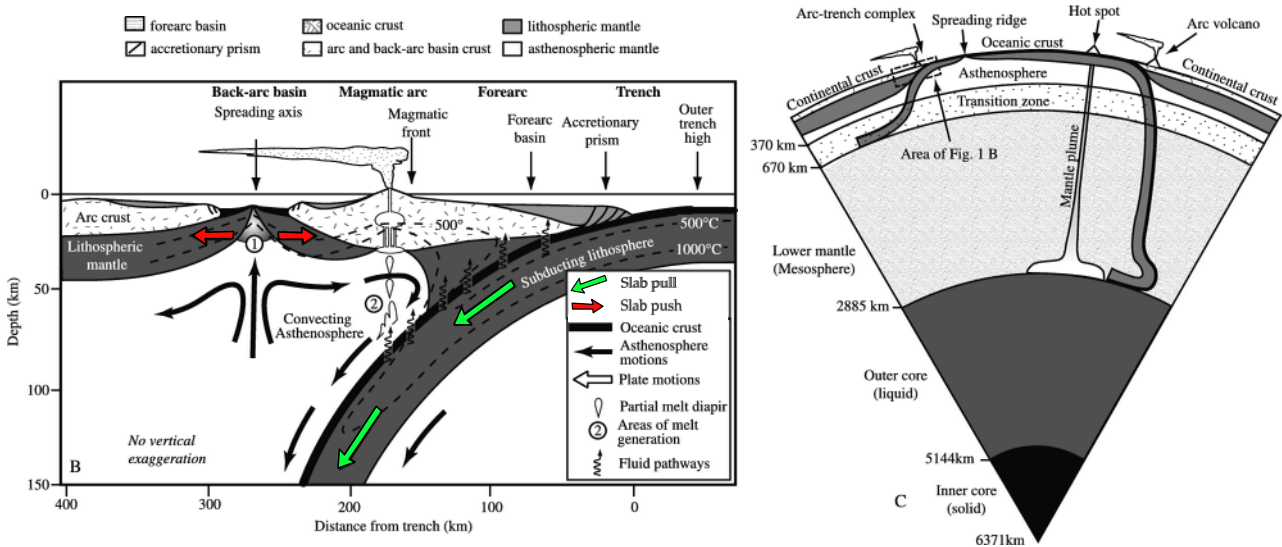 forearc basin
oceanic crust
lithospheric mantle
accretionary prism
arc and back-arc basin crust
asthenospheric mantle
Back-arc basin
Magmatic arc
Forearc
Trench
Spreading axis
Magmatic
front
Forearc
basin
Accretionary
prism
Outer
trench
high
0
50
100
150
Depth (km)
Arc crust
Lithospheric
mantle
1
500°
500°C
1000°C
Subducting lithosphere
2
Convecting
Asthenosphere
No vertical
exaggeration
B
Slab pull
Slab push
Oceanic crust
Asthenosphere
motions
Plate motions
Partial melt diapir
2
Areas of melt
generation
Fluid pathways
400
300
200
100
0
Distance from trench (km)
Arc-trench
complex
Spreading ridge
Hot spot
Arc volcano
Oceanic crust
Continental crust
Asthenosphere
Continental crust
Transition zone
370 km
670 km
Area of Fig. 1 B
Mantle plume
Lower mantle
(Mesosphere)
2885 km
Outer core
(liquid)
5144km
Inner core
(solid)
C
6371km